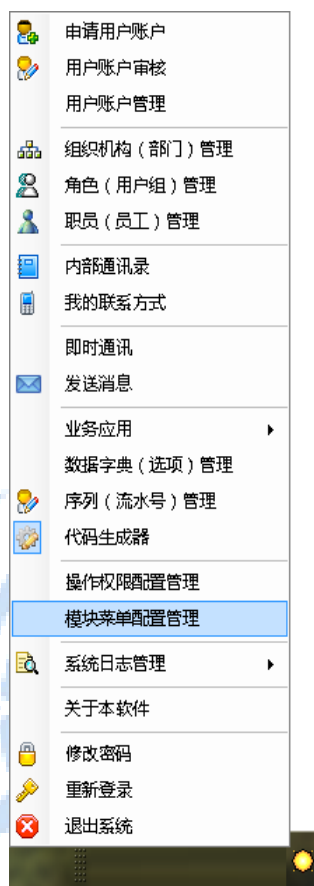 申请用户账户
用户账户审核
用户账户管理
组织机构（部门）管理
角色（用户组）管理
职员（员工）管理
内部通讯录
我的联系方式
即时通讯
发送消息
业务应用
数据字典（选项）管理
序列（流水号）管理
代码生成器
操作权限配置管理
模块菜单配置管理
系统日志管理
关于本软件
修改密码
重新登录
退出系统